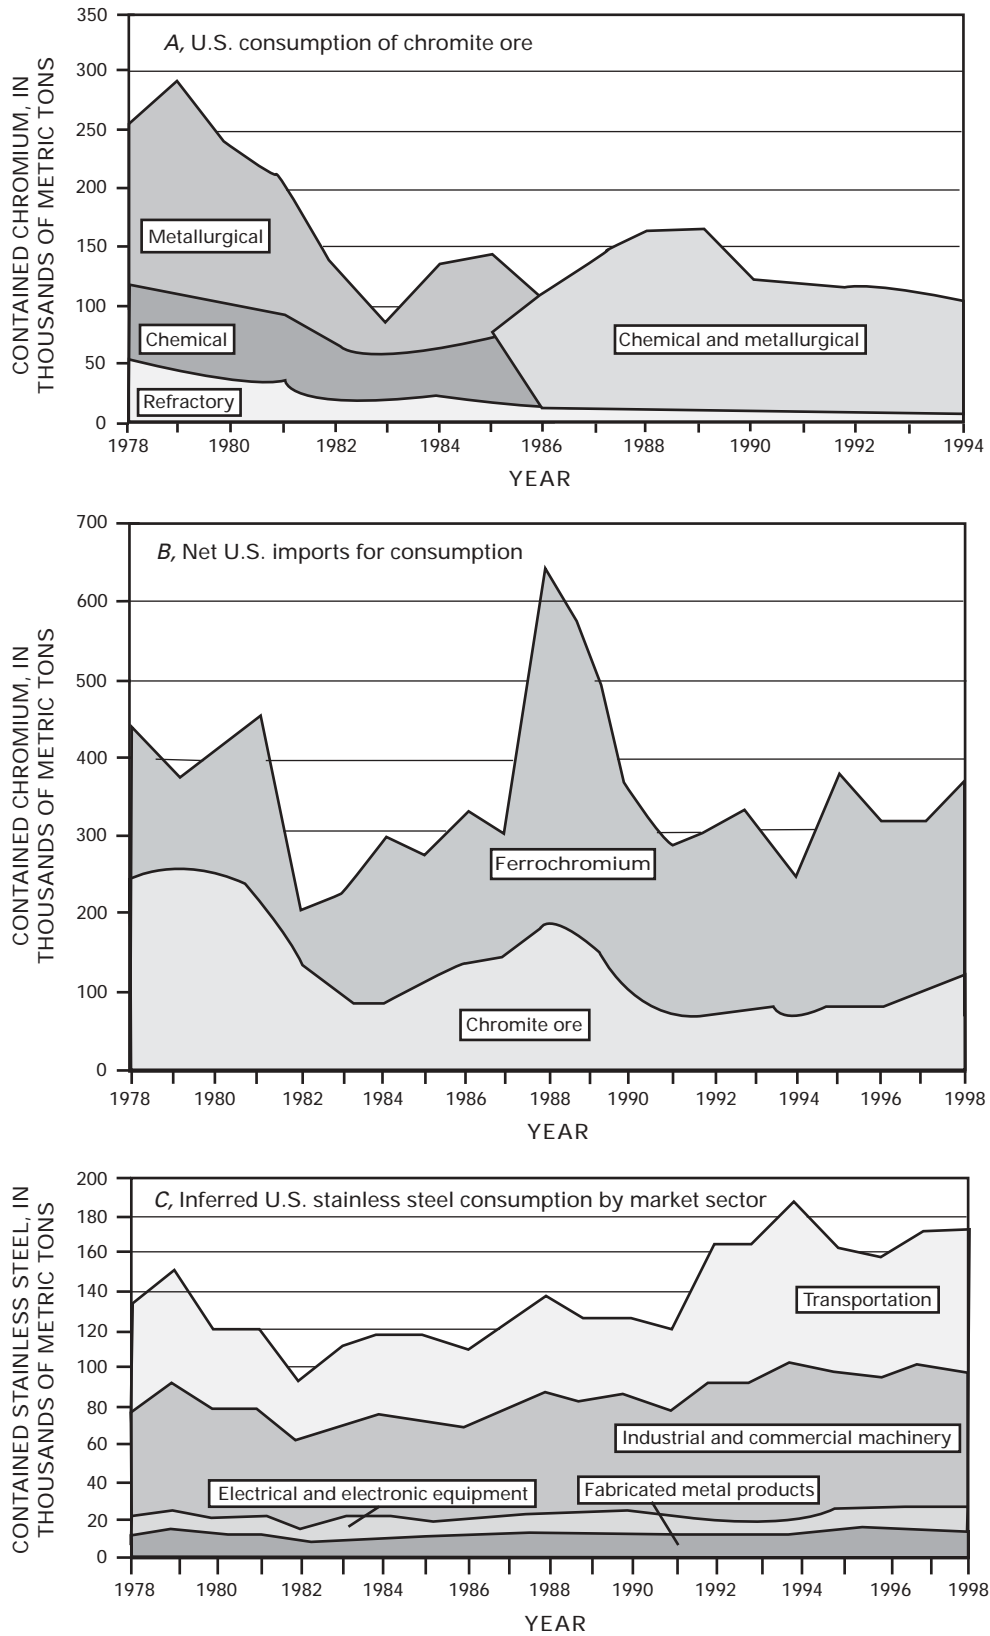 CONTAINED CHROMIUM, IN
THOUSANDS OF METRIC TONS
350
300
250
200
150
100
50
0
A, U.S. consumption of chromite ore
Metallurgical
Chemical
Refractory
Chemical and metallurgical
1978 1980 1982 1984 1986 1988 1990 1992 1994
YEAR
CONTAINED CHROMIUM, IN
THOUSANDS OF METRIC TONS
700
600
500
400
300
200
100
0
B, Net U.S. imports for consumption
Ferrochromium
Chromite ore
1978 1980 1982 1984 1986 1988 1990 1992 1994 1996 1998
YEAR
CONTAINED STAINLESS STEEL, IN
THOUSANDS OF METRIC TONS
200
180
160
140
120
100
80
60
40
20
0
C, Inferred U.S. stainless steel consumption by market sector
Transportation
Industrial and commercial machinery
Electrical and electronic equipment
Fabricated metal products
1978 1980 1982 1984 1986 1988 1990 1992 1994 1996 1998
YEAR